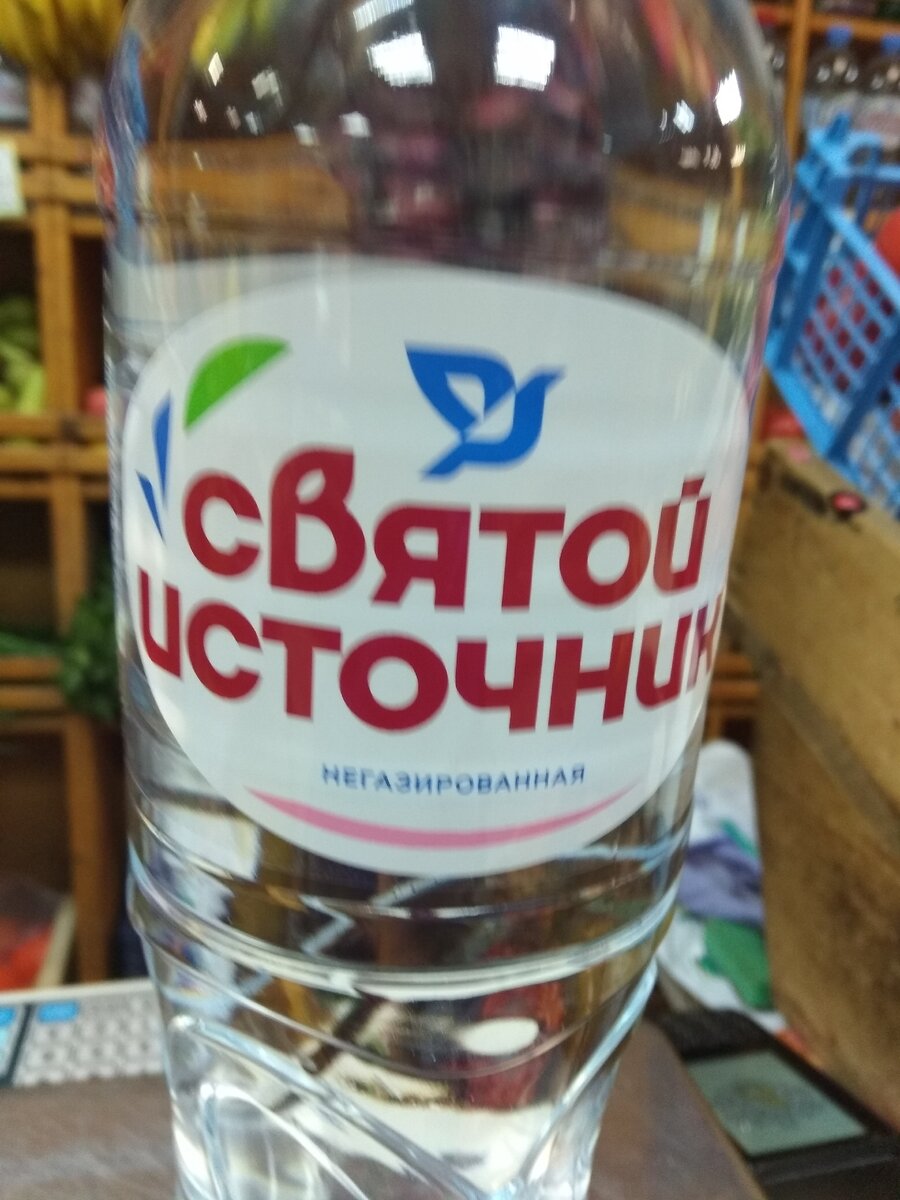 святой
источник
негазированная